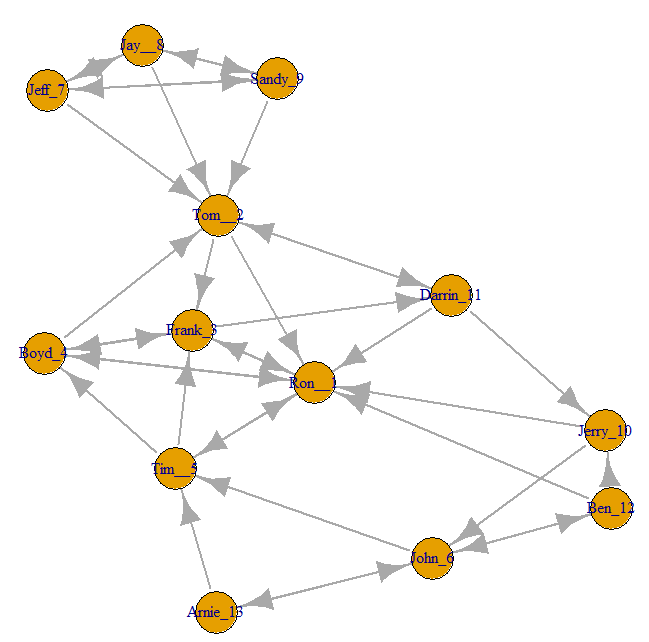 Jay__8
Sandy_9
Jeff_7
Tom__2
Darrin_11
Frank_3
Boyd_4
Ron__1
Jerry_10
Tim__5
Ben_12
John_6
Arnie_13